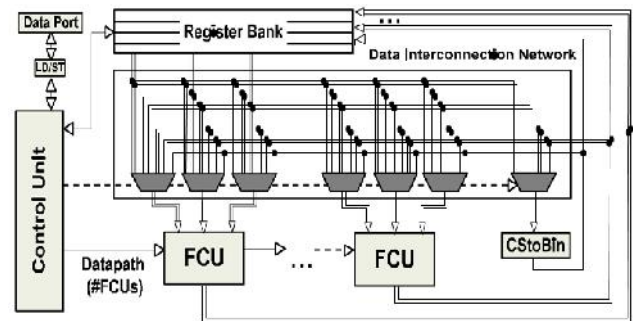 Data Port
Register Bank
...
Data Interconnection Network
LD/ST
Control Unit
FCU
...
FCU
CStoBin
Datapath
(#FCUs)